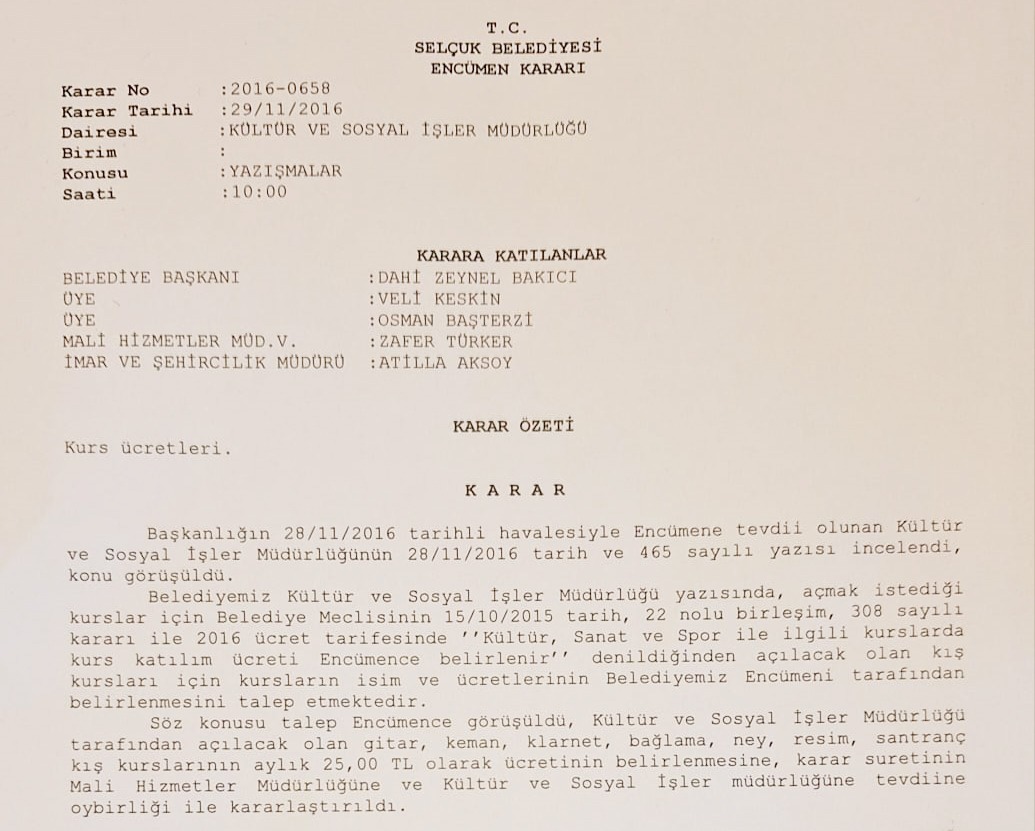 T.C.
SELÇUK BELEDİYESİ
ENCÜMEN KARARI
Karar No :2016-0658
Karar Tarihi :29/11/2016
Dairesi :KÜLTÜR VE SOSYAL İŞLER MÜDÜRLÜĞÜ
Birim :
Konusu :YAZIŞMALAR
Saati :10:00
KARARA KATILANLAR
BELEDİYE BAŞKANI :DAHİ ZEYNEL BAKICI
ÜYE :VELİ KESKİN
ÜYE :OSMAN BAŞTERZİ
MALİ HİZMETLER MÜD.V. :ZAFER TÜRKER
İMAR VE ŞEHİRCİLİK MÜDÜRÜ :ATİLLA AKSOY
KARAR ÖZETİ
Kurs ücretleri.
K A R A R
Başkanlığın 28/11/2016 tarihli havalesiyle Encümene tevdii olunan Kültür
ve Sosyal İşler Müdürlüğünün 28/11/2016 tarih ve 465 sayılı yazısı incelendi,
konu görüşüldü.
Belediyemiz Kültür ve Sosyal İşler Müdürlüğü yazısında, açmak istediği
kurslar için Belediye Meclisinin 15/10/2015 tarih, 22 nolu birleşim, 308 sayılı
kararı ile 2016 ücret tarifesinde ''Kültür, Sanat ve Spor ile ilgili kurslarda
kurs katılım ücreti Encümence belirlenir'' denildiğinden açılacak olan kış
kursları için kursların isim ve ücretlerinin Belediyemiz Encümeni tarafından
belirlenmesini talep etmektedir.
Söz konusu talep Encümence görüşüldü, Kültür ve Sosyal İşler Müdürlüğü
tarafından açılacak olan gitar, keman, klarnet, bağlama, ney, resim, santranç
kış kurslarının aylık 25,00 TL olarak ücretinin belirlenmesine, karar suretinin
Mali Hizmetler Müdürlüğüne ve Kültür ve Sosyal İşler müdürlüğüne tevdiine
oybirliği ile kararlaştırıldı.